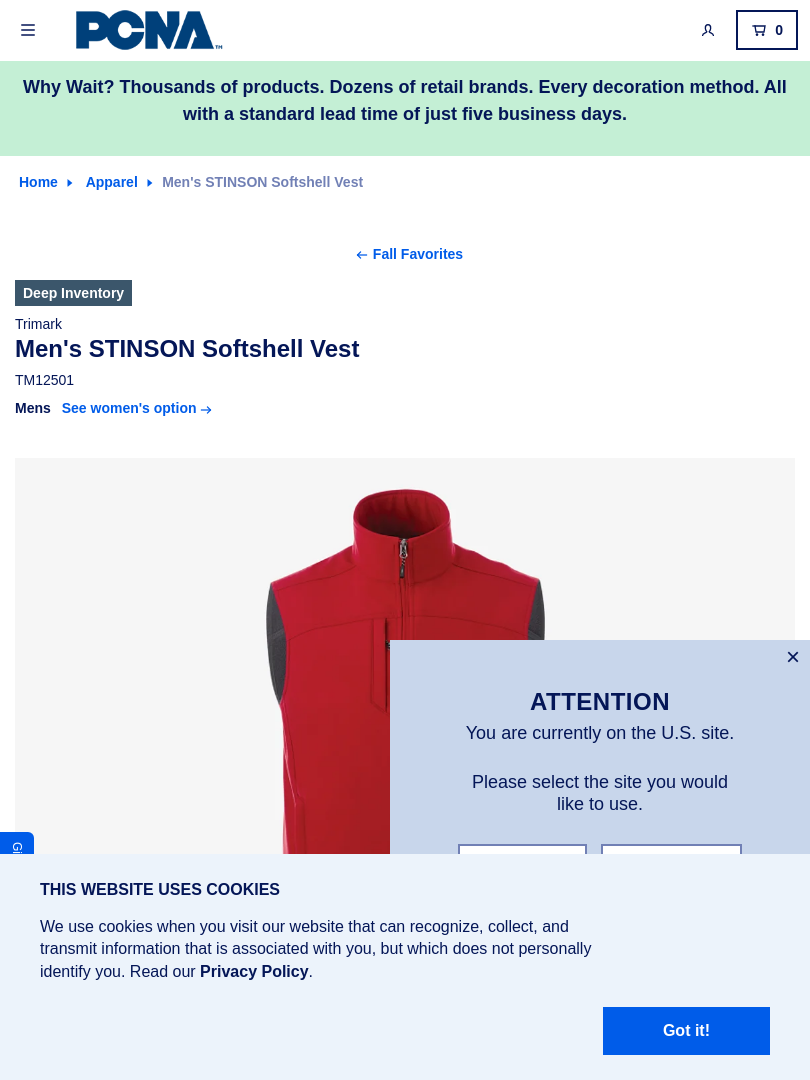 PCNA™
0
Why Wait? Thousands of products. Dozens of retail brands. Every decoration method. All
with a standard lead time of just five business days.
Home Apparel Men's STINSON Softshell Vest
← Fall Favorites
Deep Inventory
Trimark
Men's STINSON Softshell Vest
TM12501
Mens See women's option →
×
ATTENTION
You are currently on the U.S. site.
Please select the site you would
like to use.
THIS WEBSITE USES COOKIES
We use cookies when you visit our website that can recognize, collect, and
transmit information that is associated with you, but which does not personally
identify you. Read our Privacy Policy.
Got it!